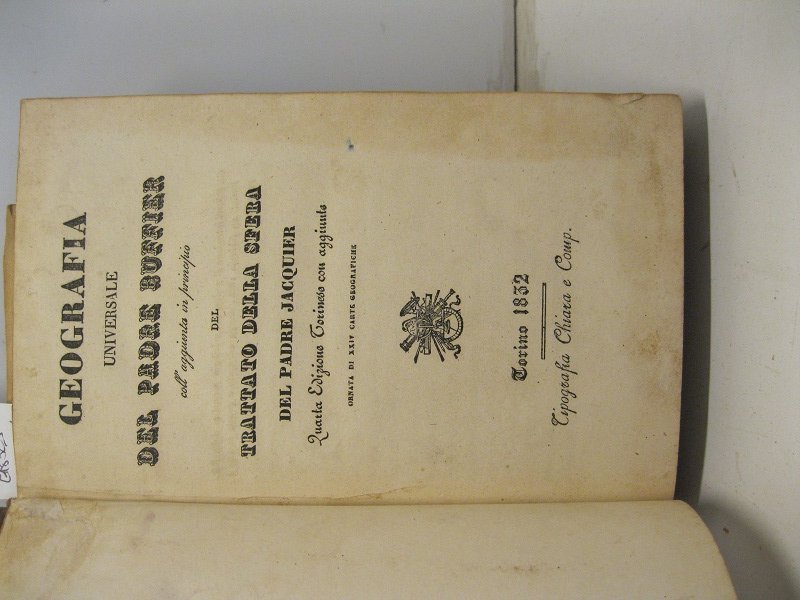 GEOGRAFIA
UNIVERSALE
DEL PADRE BUFFIER
coll' aggiunta in principio
DEL
TRATTATO DELLA SFERA
DEL PADRE JACQUIER
Quarta Edizione Torinese con aggiunte
ORNATA DI XXIV CARTE GEOGRAFICHE
Torino 1832
Tipografia Chiara e Comp.